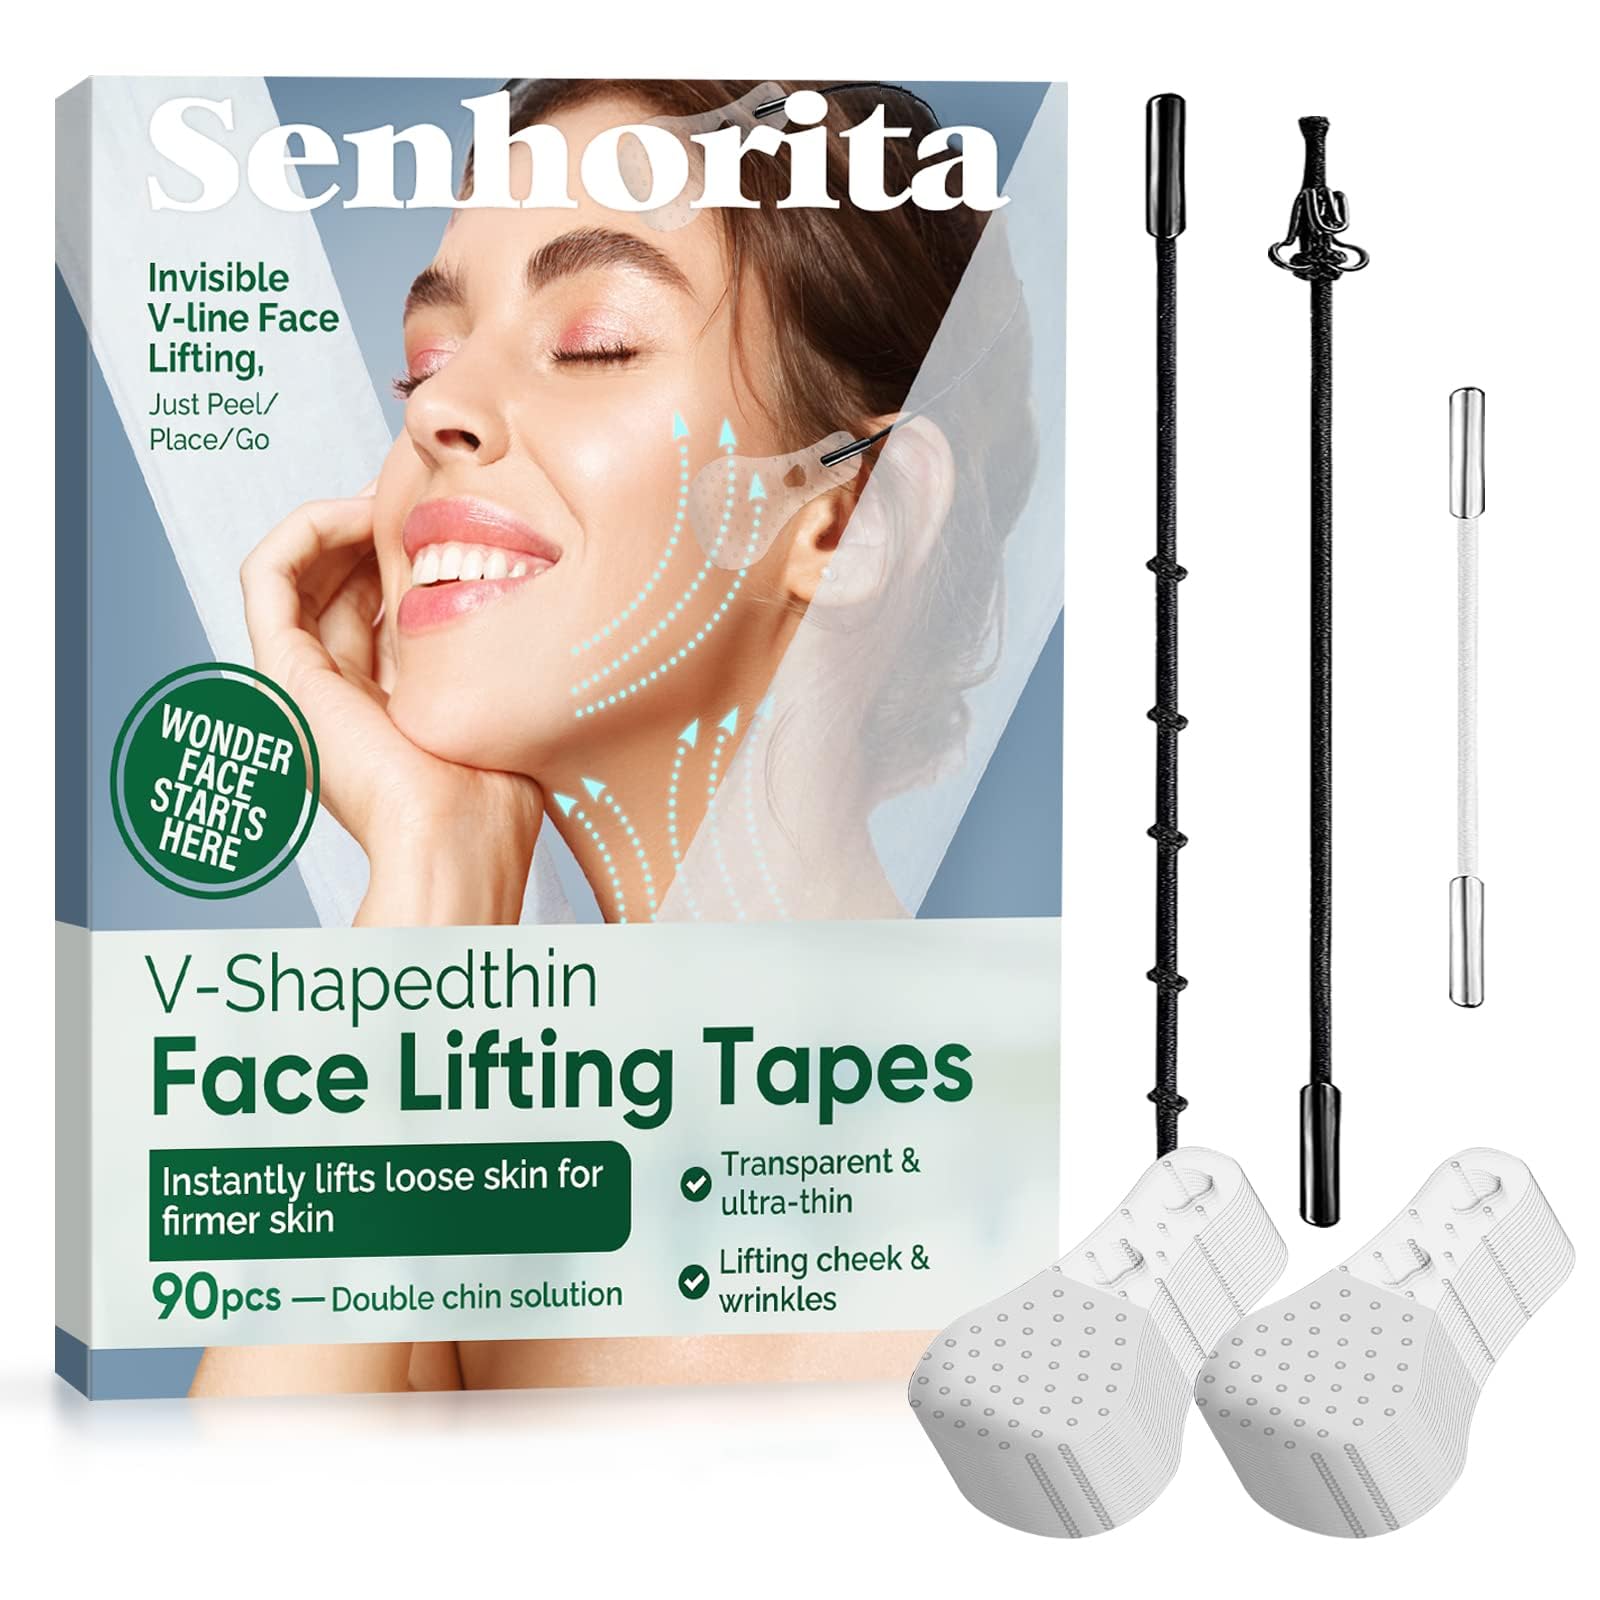 Senhorita
Invisible
V-line Face
Lifting,
Just Peel/
Place/Go
WONDER
FACE
STARTS
HERE
V-Shapedthin
Face Lifting Tapes
Instantly lifts loose skin for
firmer skin
90pcs — Double chin solution
Transparent &
ultra-thin
Lifting cheek &
wrinkles